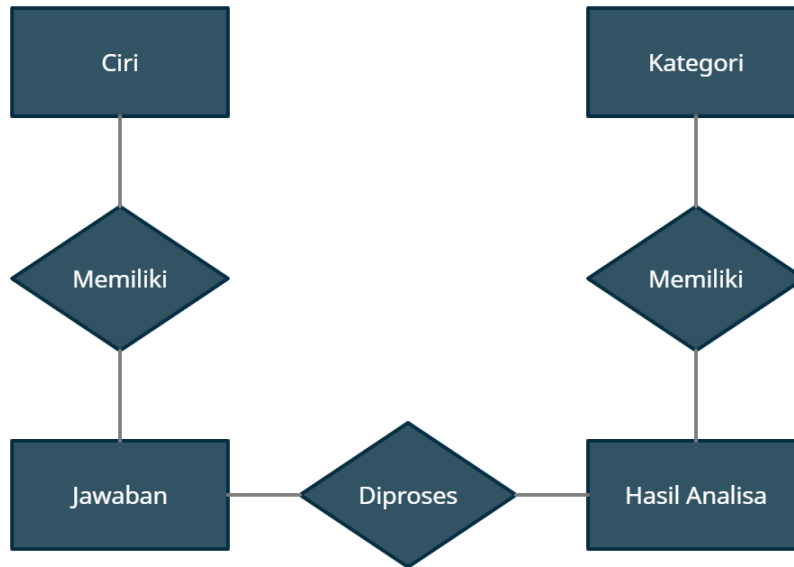 Ciri
Kategori
Memiliki
Memiliki
Jawaban
Diproses
Hasil Analisa